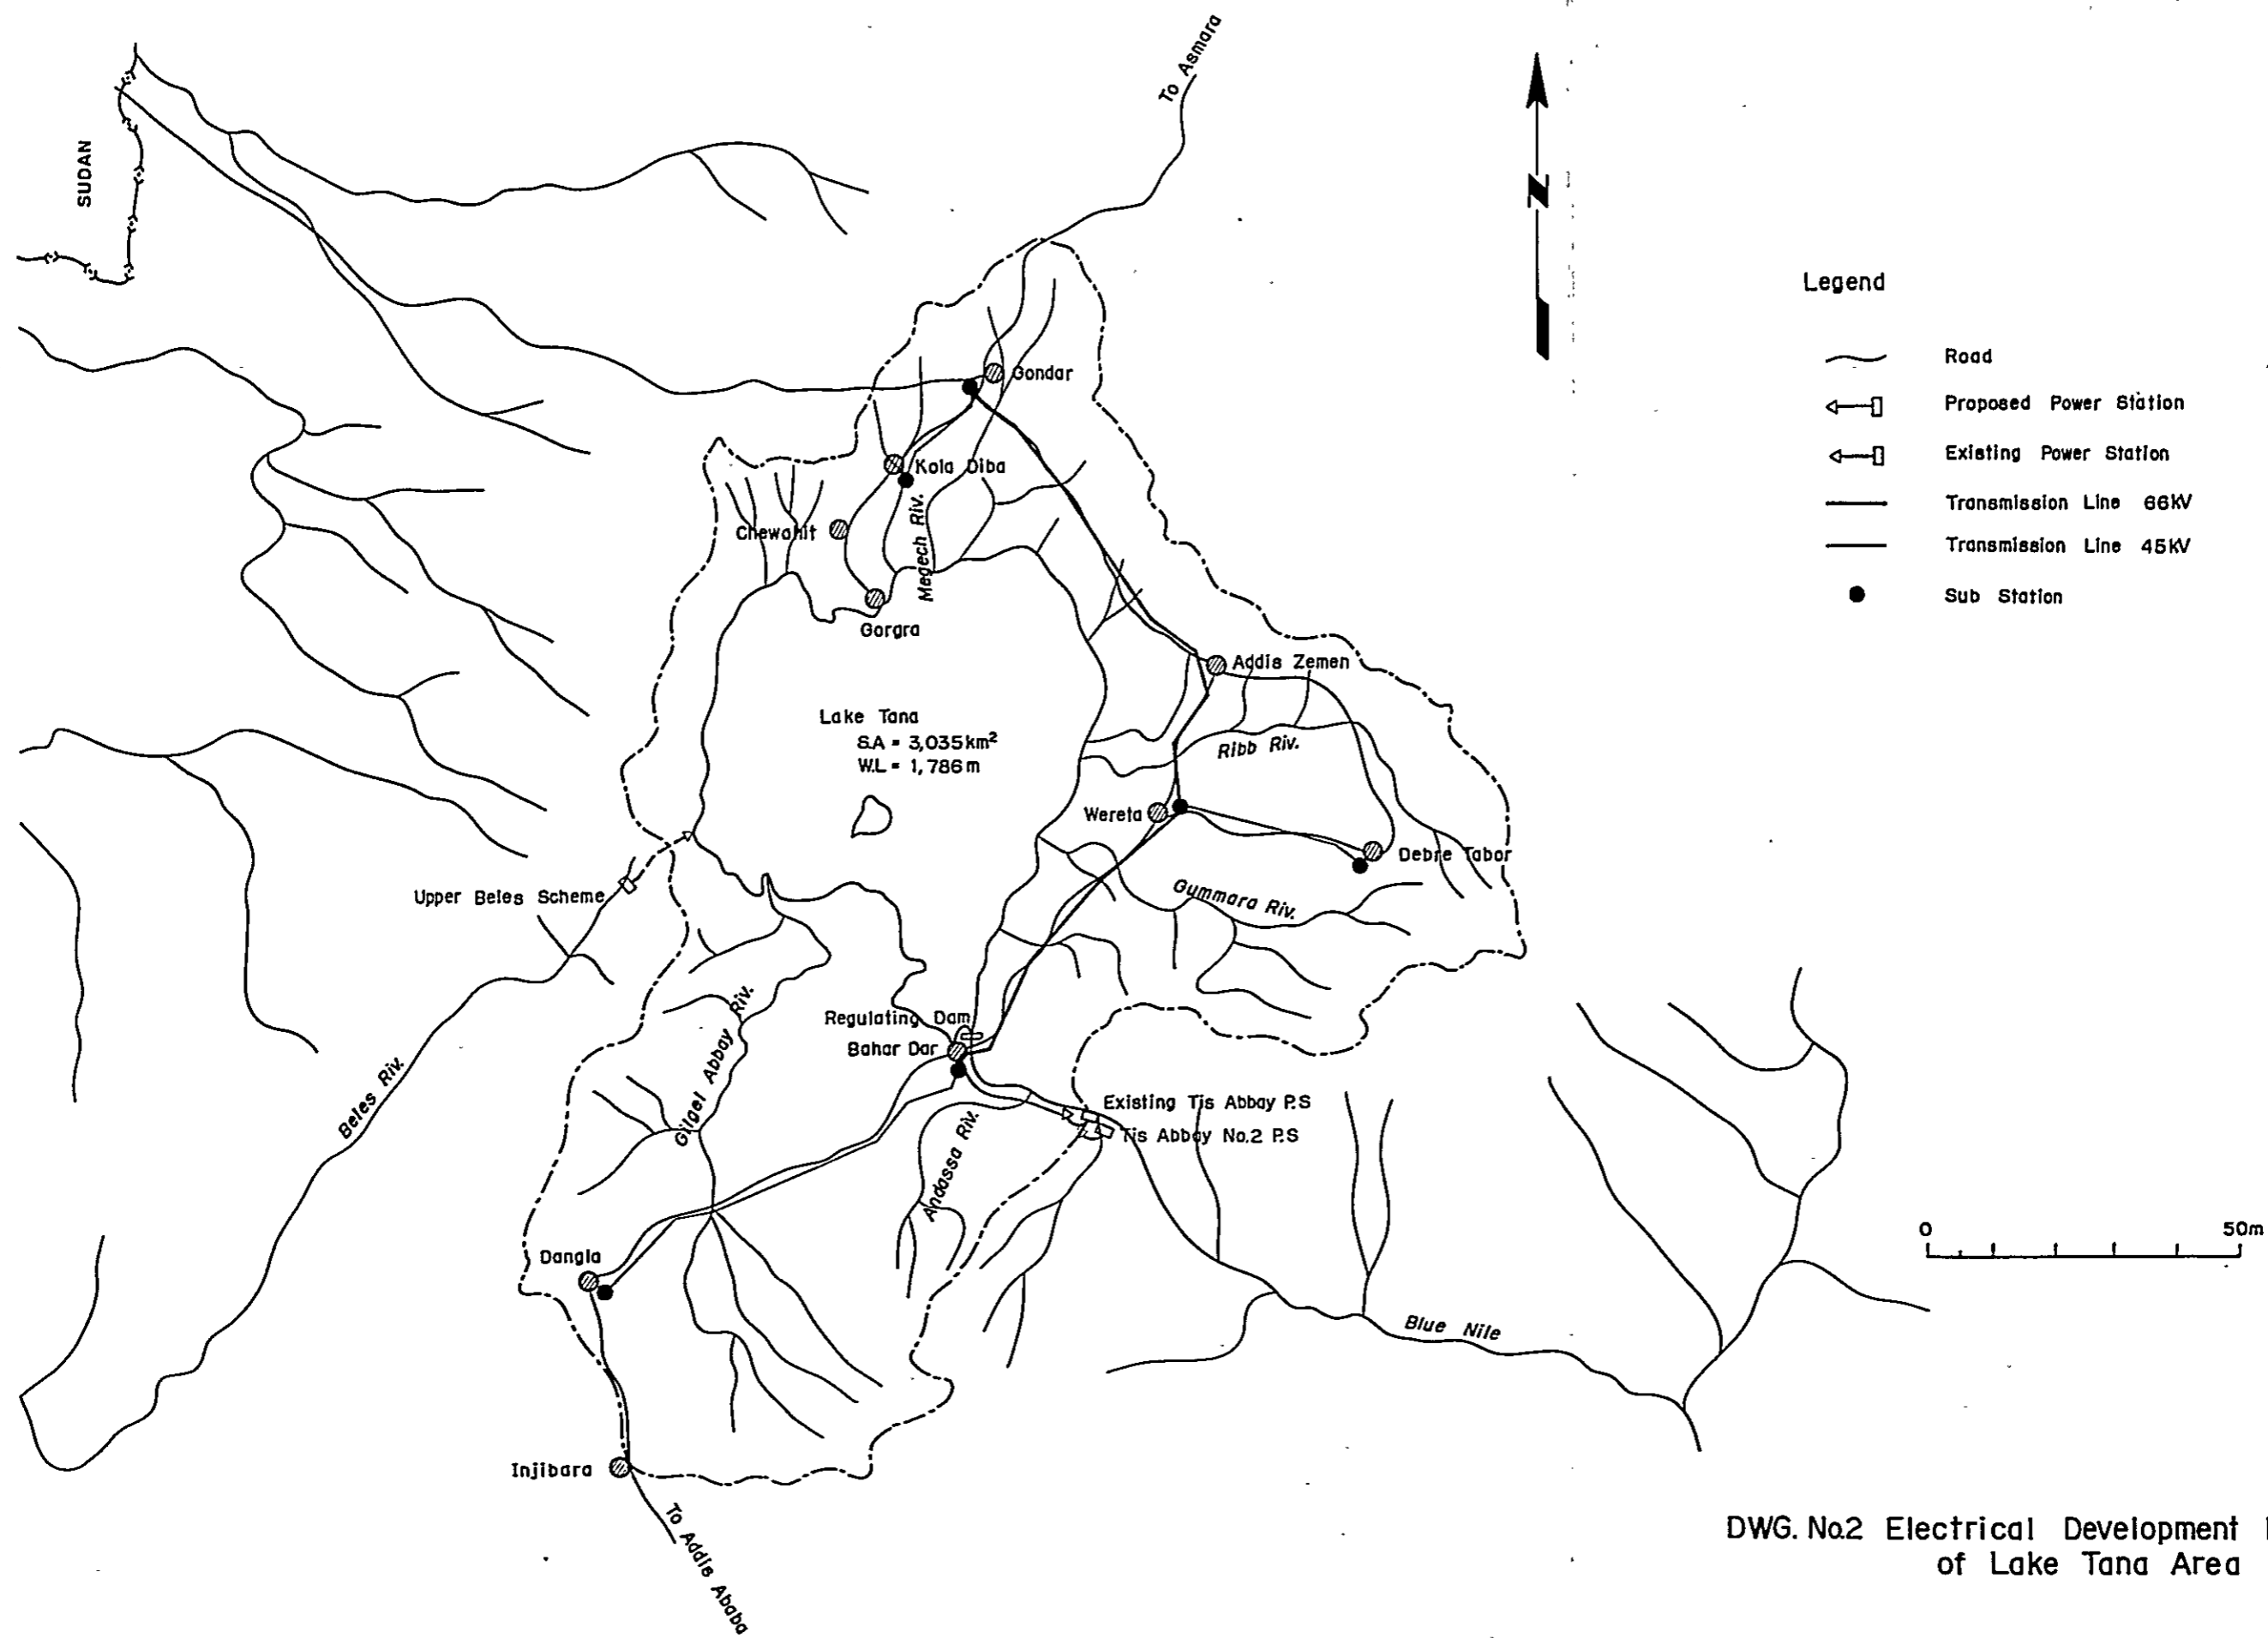 To Asmara
SUDAN
N
Legend
Road
Proposed Power Station
Existing Power Station
Transmission Line 66kV
Transmission Line 45kV
Sub Station
Gondar
Kola Diba
Chewahit
Megech Riv.
Gorgra
Addis Zemen
Lake Tana
S.A = 3,035km²
W.L = 1,786m
Ribb Riv.
Wereta
Debre Tabor
Upper Beles Scheme
Gummara Riv.
Regulating Dam
Bahar Dar
Gilgel Abbay Riv.
Beles Riv.
Existing Tis Abbay P.S
Tis Abbay No.2 P.S
Andassa Riv.
Dangla
0 50m
Blue Nile
Injibara
To Addis Ababa
DWG. No.2 Electrical Development
of Lake Tana Area